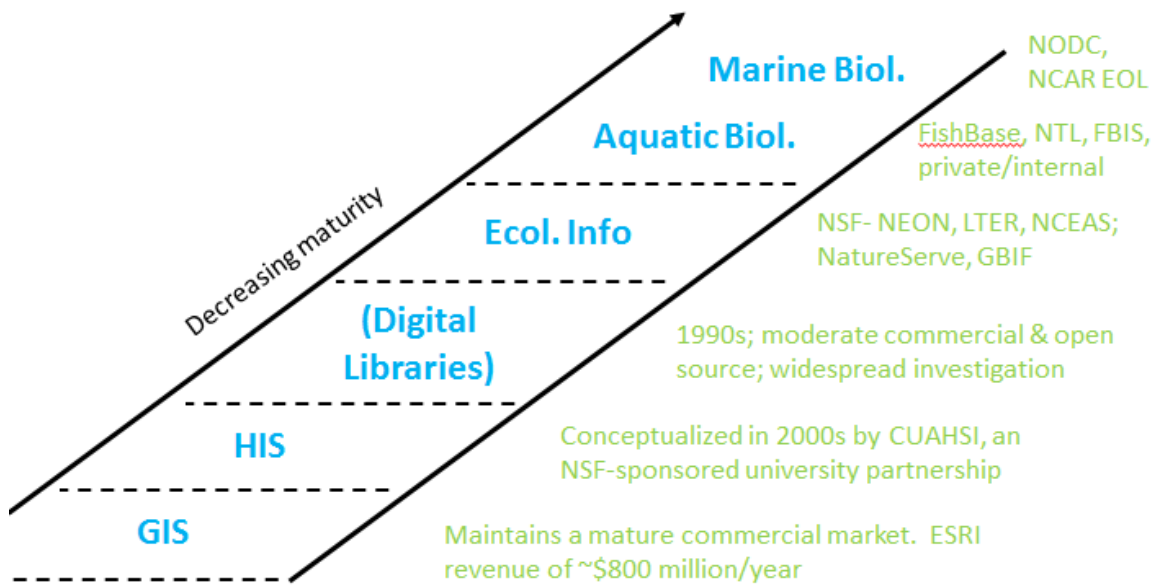 Marine Biol.
NODC,
NCAR EOL
Aquatic Biol.
FishBase, NTL, FBIS,
private/internal
Decreasing maturity
Ecol. Info
NSF- NEON, LTER, NCEAS;
NatureServe, GBIF
(Digital
Libraries)
1990s; moderate commercial & open
source; widespread investigation
HIS
Conceptualized in 2000s by CUAHSI, an
NSF-sponsored university partnership
GIS
Maintains a mature commercial market.  ESRI
revenue of ~$800 million/year